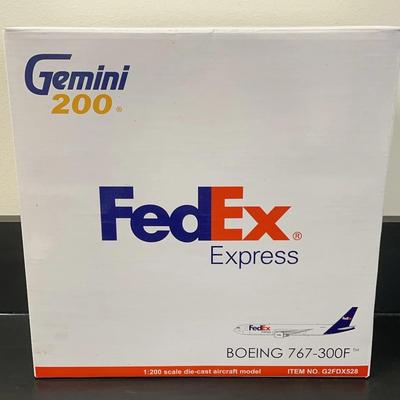 Gemini
200®
FedEx®
Express
FedEx
BOEING 767-300F™
1:200 scale die-cast aircraft model ITEM NO. G2FDX528